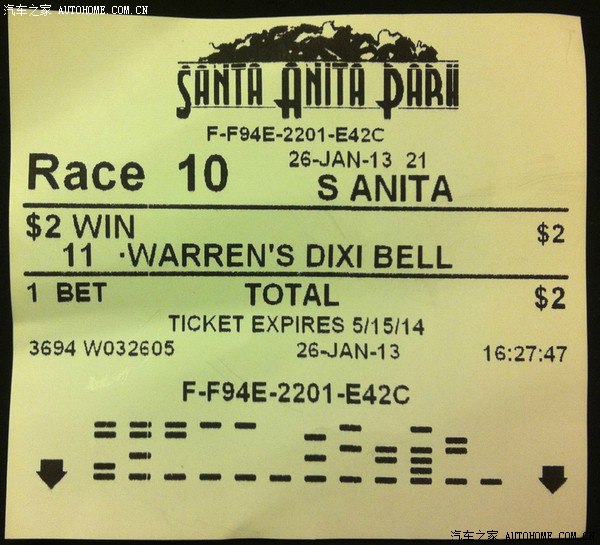 汽车之家 AUTOHOME.COM.CN
SANTA ANITA PARK
F-F94E-2201-E42C
Race 10 26-JAN-13 21
S ANITA
$2 WIN $2
11 ·WARREN'S DIXI BELL
1 BET TOTAL $2
TICKET EXPIRES 5/15/14
3694 W032605 26-JAN-13 16:27:47
F-F94E-2201-E42C
汽车之家 AUTOHOME.COM.CN